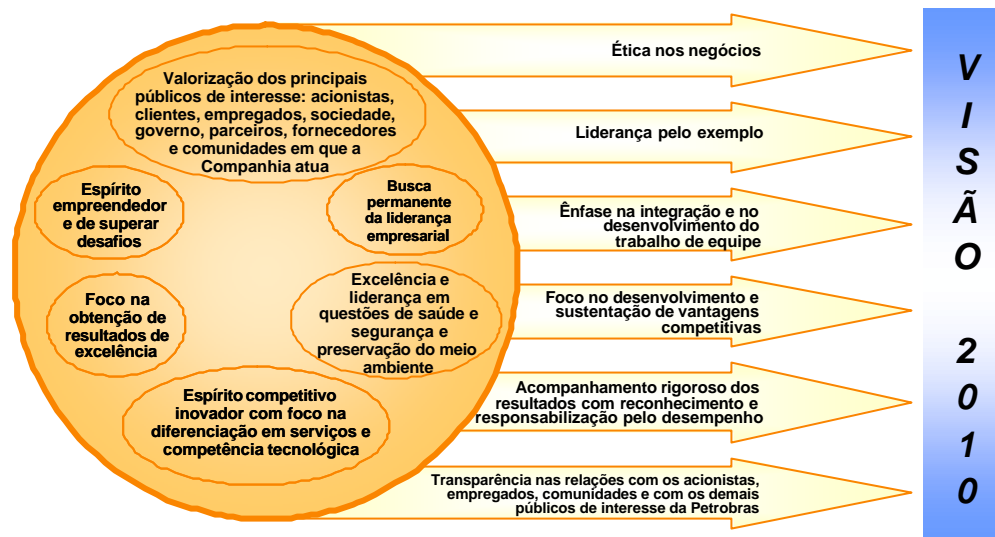 Valorização dos principais
públicos de interesse: acionistas,
clientes, empregados, sociedade,
governo, parceiros, fornecedores
e comunidades em que a
Companhia atua
Espírito
empreendedor
e de superar
desafios
Busca
permanente
da liderança
empresarial
Foco na
obtenção de
resultados de
excelência
Excelência e
liderança em
questões de saúde e
segurança e
preservação do meio
ambiente
Espírito competitivo
inovador com foco na
diferenciação em serviços e
competência tecnológica
Ética nos negócios
Liderança pelo exemplo
Ênfase na integração e no
desenvolvimento do
trabalho de equipe
Foco no desenvolvimento e
sustentação de vantagens
competitivas
Acompanhamento rigoroso dos
resultados com reconhecimento e
responsabilização pelo desempenho
Transparência nas relações com os acionistas,
empregados, comunidades e com os demais
públicos de interesse da Petrobras
V
I
S
Ã
O
2
0
1
0